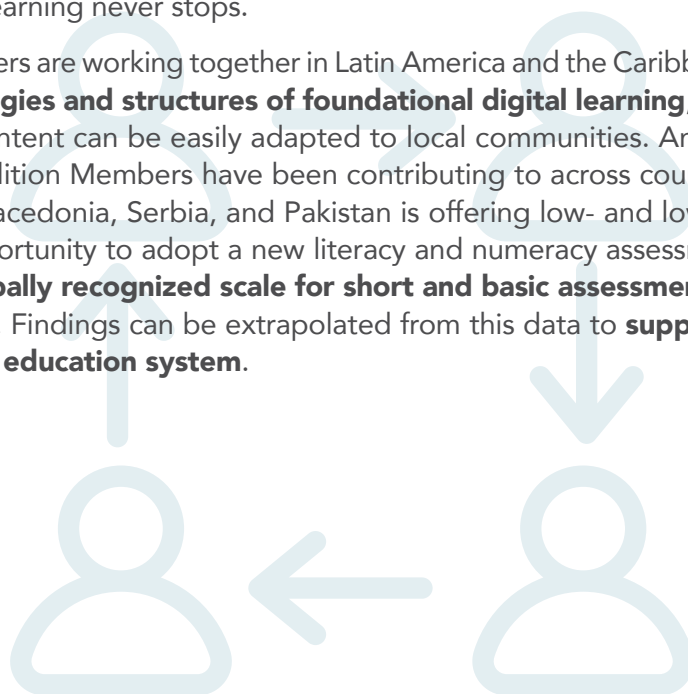 earning never stops.
ers are working together in Latin America and the Caribb
gies and structures of foundational digital learning,
ntent can be easily adapted to local communities. An
lition Members have been contributing to across cou
acedonia, Serbia, and Pakistan is offering low- and lov
ortunity to adopt a new literacy and numeracy assessm
bally recognized scale for short and basic assessmen
. Findings can be extrapolated from this data to supp
education system.